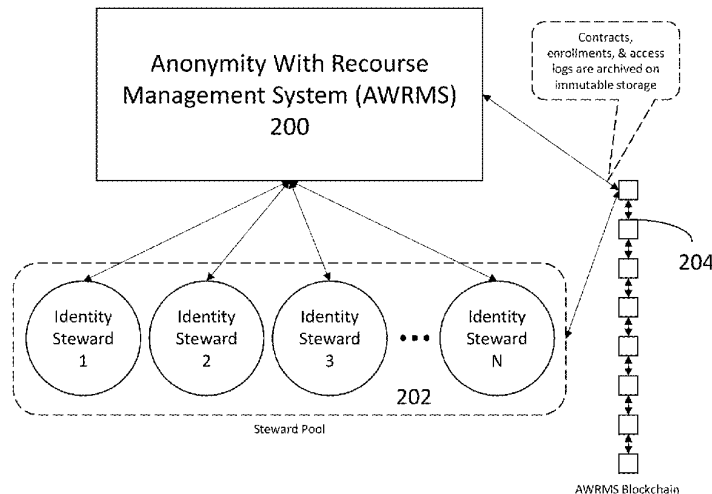 Anonymity With Recourse
Management System (AWRMS)
200
Contracts,
enrollments, & access
logs are archived on
immutable storage
204
Identity
Steward
1
Identity
Steward
2
Identity
Steward
3
Identity
Steward
N
202
Steward Pool
AWRMS Blockchain